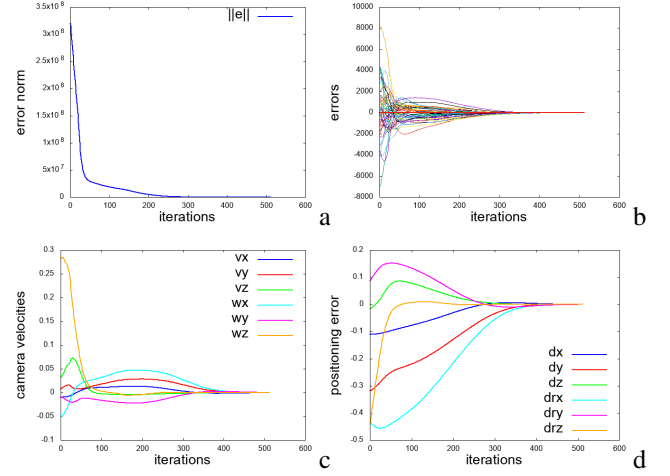 3.5x10^8
3x10^8
2.5x10^8
2x10^8
1.5x10^8
1x10^8
5x10^7
0
0 100 200 300 400 500 600
error norm
iterations
||e||
a
10000
8000
6000
4000
2000
0
-2000
-4000
-6000
-8000
0 100 200 300 400 500 600
errors
iterations
b
0.3
0.25
0.2
0.15
0.1
0.05
0
-0.05
-0.1
0 100 200 300 400 500 600
camera velocities
iterations
vx
vy
vz
wx
wy
wz
c
0.2
0.1
0
-0.1
-0.2
-0.3
-0.4
-0.5
0 100 200 300 400 500 600
positioning error
iterations
dx
dy
dz
drx
dry
drz
d